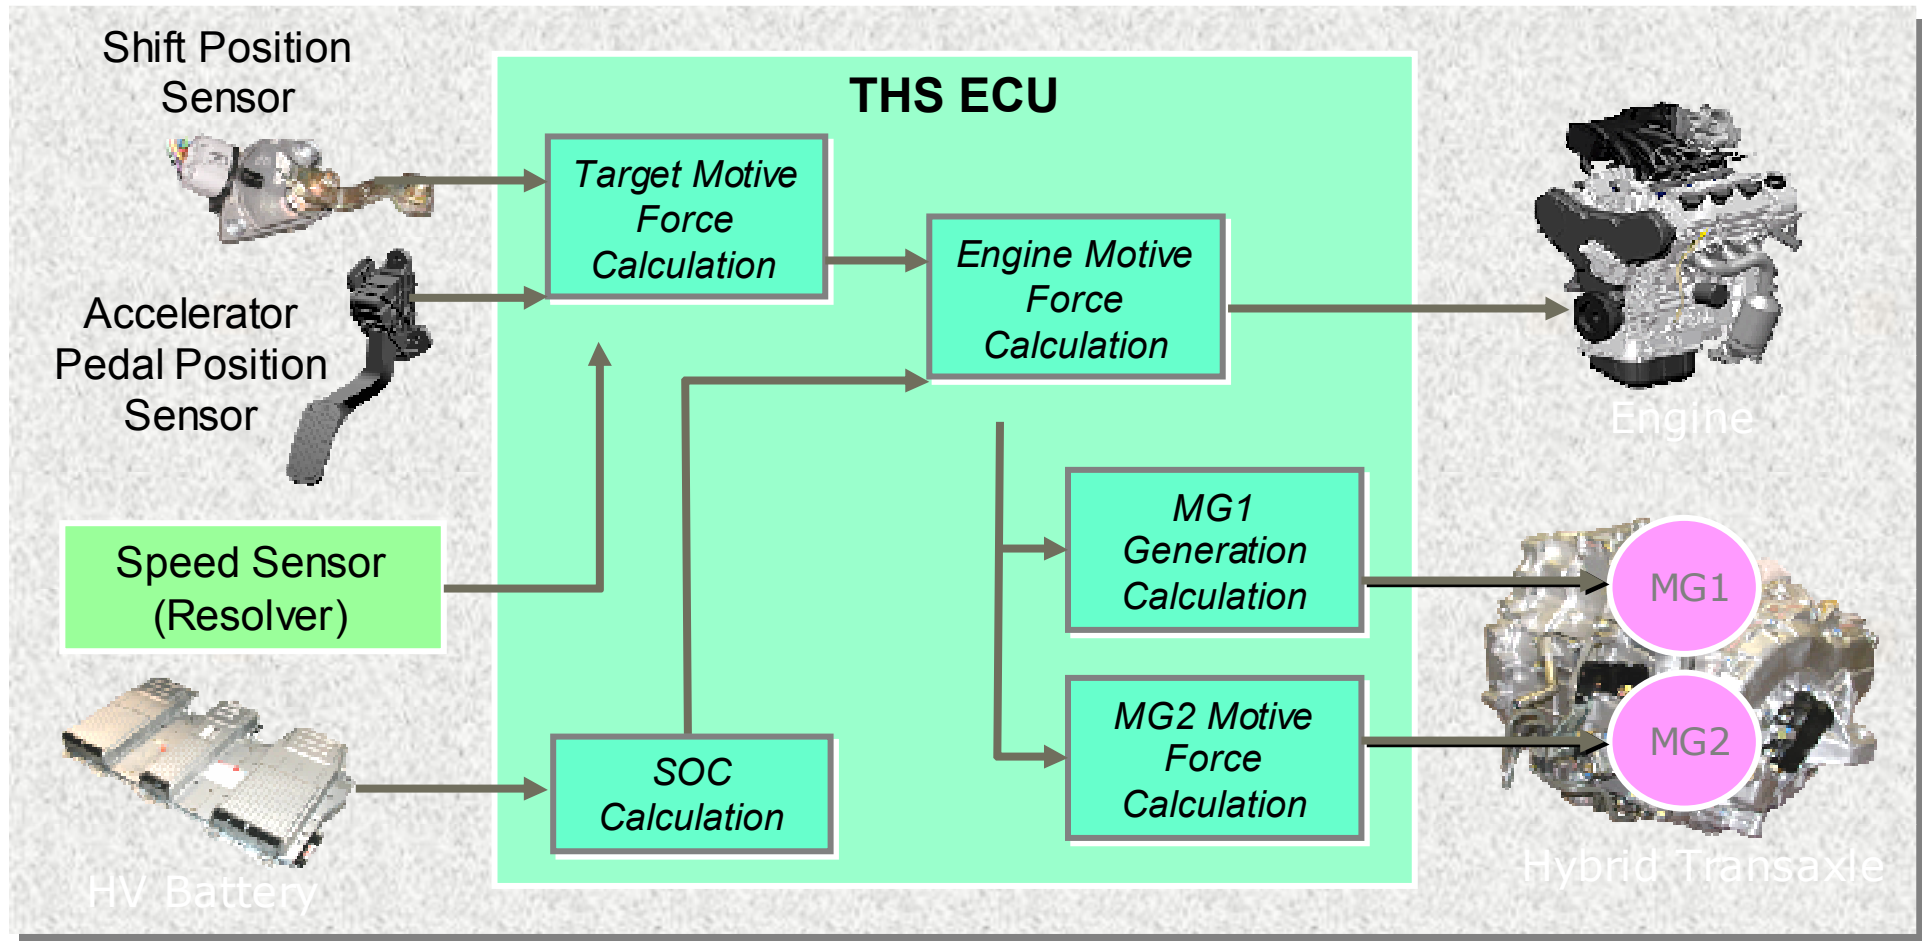 Shift Position
Sensor
THS ECU
Target Motive
Force
Calculation
Engine Motive
Force
Calculation
Accelerator
Pedal Position
Sensor
Engine
Speed Sensor
(Resolver)
MG1
Generation
Calculation
MG1
MG2 Motive
Force
Calculation
MG2
SOC
Calculation
HV Battery
Hybrid Transaxle